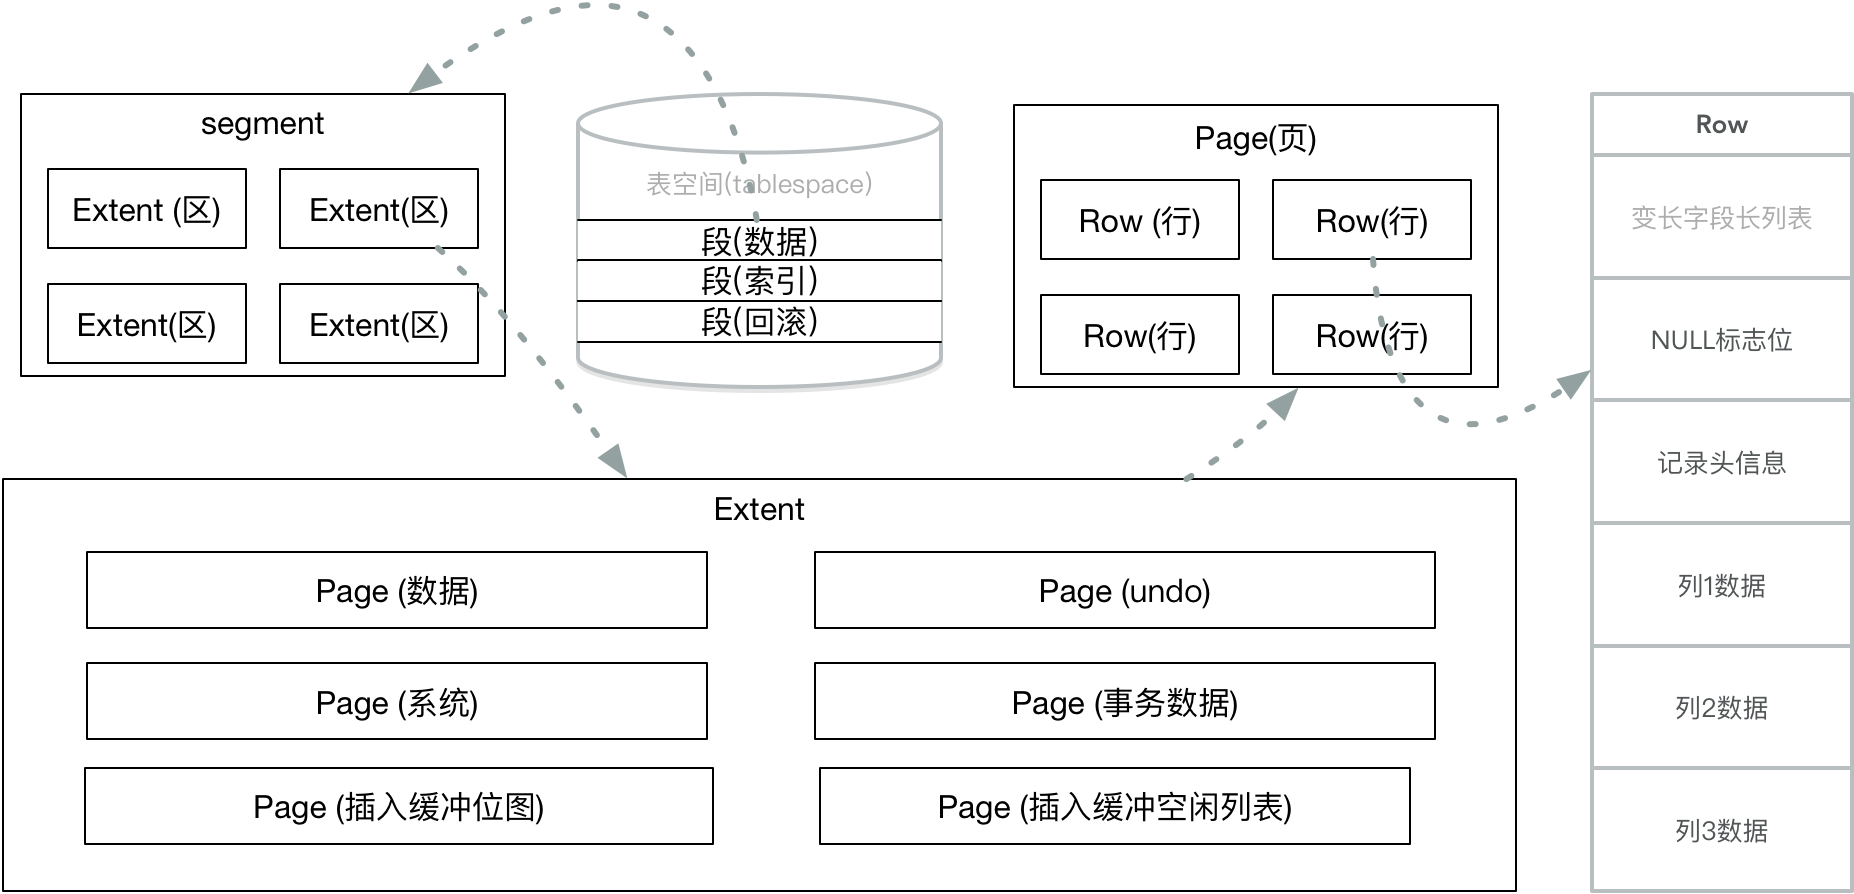 segment
Extent (区)
Extent(区)
Extent(区)
Extent(区)
表空间(tablespace)
段(数据)
段(索引)
段(回滚)
Page(页)
Row (行)
Row(行)
Row(行)
Row(行)
Extent
Page (数据)
Page (undo)
Page (系统)
Page (事务数据)
Page (插入缓冲位图)
Page (插入缓冲空闲列表)
Row
变长字段长列表
NULL标志位
记录头信息
列1数据
列2数据
列3数据